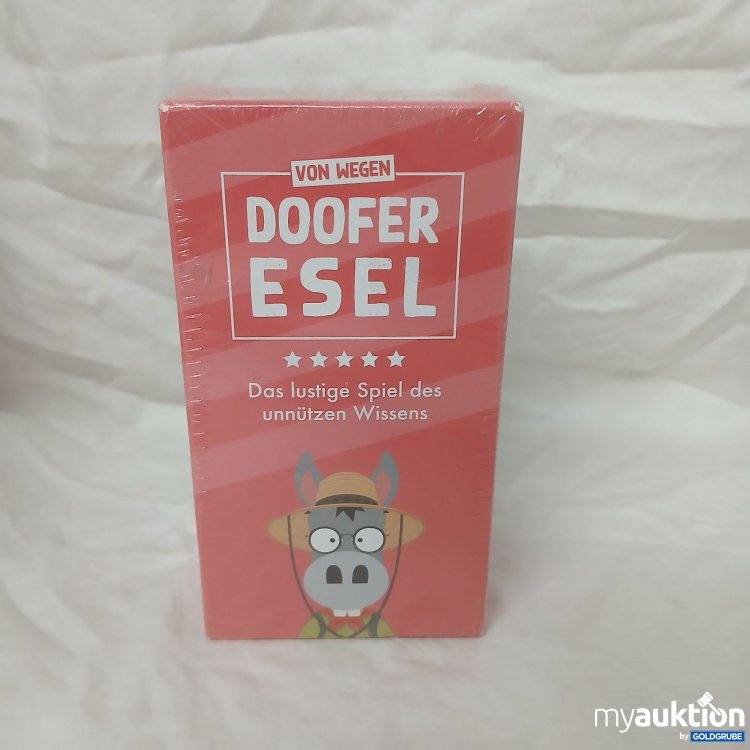 VON WEGEN
DOOFER
ESEL
Das lustige Spiel des
unnützen Wissens
myauktion
by GOLDGRUBE